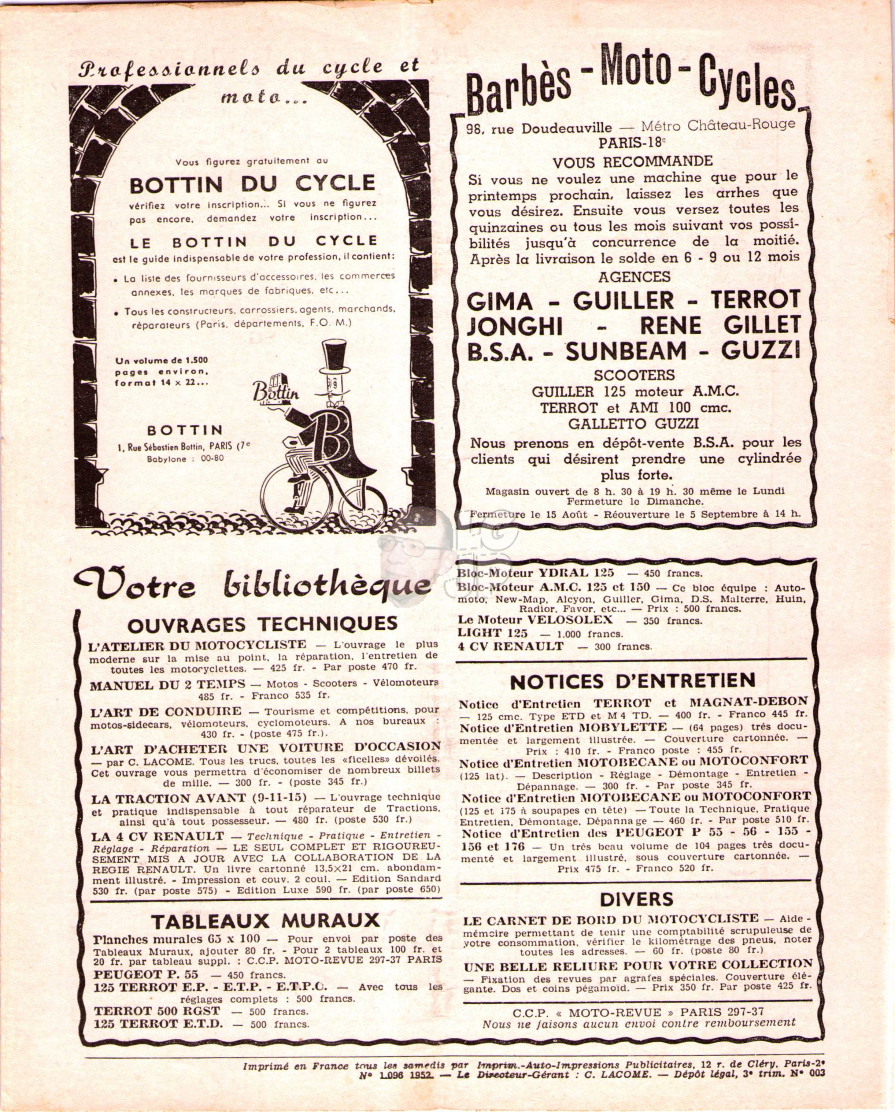 Professionnels du cycle et
moto...
Vous figurez gratuitement au
BOTTIN DU CYCLE
vérifiez votre inscription... Si vous ne figurez
pas encore, demandez votre inscription...
LE BOTTIN DU CYCLE
est le guide indispensable de votre profession, il contient:
• La liste des fournisseurs d'accessoires, les commerces
annexes, les marques de fabriques, etc...
• Tous les constructeurs, carrossiers, agents, marchands,
réparateurs (Paris, départements, F. O. M.)
Un volume de 1.500
pages environ,
format 14 x 22...
Bottin
B
BOTTIN
1, Rue Sébastien Bottin, PARIS (7e
Babylone : 00-80
Barbès - Moto - Cycles
98, rue Doudeauville — Métro Château-Rouge
PARIS-18e
VOUS RECOMMANDE
Si vous ne voulez une machine que pour le
printemps prochain, laissez les arrhes que
vous désirez. Ensuite vous versez toutes les
quinzaines ou tous les mois suivant vos possi-
bilités jusqu'à concurrence de la moitié.
Après la livraison le solde en 6 - 9 ou 12 mois
AGENCES
GIMA - GUILLER - TERROT
JONGHI - RENE GILLET
B.S.A. - SUNBEAM - GUZZI
SCOOTERS
GUILLER 125 moteur A.M.C.
TERROT et AMI 100 cmc.
GALLETTO GUZZI
Nous prenons en dépôt-vente B.S.A. pour les
clients qui désirent prendre une cylindrée
plus forte.
Magasin ouvert de 8 h. 30 à 19 h. 30 même le Lundi
Fermeture le Dimanche.
Fermeture le 15 Août - Réouverture le 5 Septembre à 14 h.
Votre bibliothèque
OUVRAGES TECHNIQUES
L'ATELIER DU MOTOCYCLISTE — L'ouvrage le plus
moderne sur la mise au point, la réparation, l'entretien de
toutes les motocyclettes. — 425 fr. - Par poste 470 fr.
MANUEL DU 2 TEMPS — Motos - Scooters - Vélomoteurs
485 fr. - Franco 535 fr.
L'ART DE CONDUIRE — Tourisme et compétitions, pour
motos-sidecars, vélomoteurs, cyclomoteurs. A nos bureaux :
430 fr. - (poste 475 fr.).
L'ART D'ACHETER UNE VOITURE D'OCCASION
— par C. LACOME. Tous les trucs, toutes les «ficelles» dévoilés.
Cet ouvrage vous permettra d'économiser de nombreux billets
de mille. — 300 fr. - (poste 345 fr.)
LA TRACTION AVANT (9-11-15) — L'ouvrage technique
et pratique indispensable à tout réparateur de Tractions,
ainsi qu'à tout possesseur. — 480 fr. (poste 530 fr.)
LA 4 CV RENAULT — Technique - Pratique - Entretien -
Réglage - Réparation — LE SEUL COMPLET ET RIGOUREU-
SEMENT MIS A JOUR AVEC LA COLLABORATION DE LA
REGIE RENAULT. Un livre cartonné 13,5×21 cm. abondam-
ment illustré. - Impression et couv. 2 coul. — Edition Sandard
530 fr. (par poste 575) - Edition Luxe 590 fr. (par poste 650)
TABLEAUX MURAUX
Planches murales 65 x 100 — Pour envoi par poste des
Tableaux Muraux, ajouter 80 fr. - Pour 2 tableaux 100 fr. et
20 fr. par tableau suppl. : C.C.P. MOTO-REVUE 297-37 PARIS
PEUGEOT P. 55 — 450 francs.
125 TERROT E.P. - E.T.P. - E.T.P.C. — Avec tous les
réglages complets : 500 francs.
TERROT 500 RGST — 500 francs.
125 TERROT E.T.D. — 500 francs.
Bloc-Moteur YDRAL 125 — 450 francs.
Bloc-Moteur A.M.C. 125 et 150 — Ce bloc équipe : Auto-
moto, New-Map, Alcyon, Guiller, Gima, D.S. Malterre, Huin,
Radior, Favor, etc... — Prix : 500 francs.
Le Moteur VELOSOLEX — 350 francs.
LIGHT 125 — 1.000 francs.
4 CV RENAULT — 300 francs.
NOTICES D'ENTRETIEN
Notice d'Entretien TERROT et MAGNAT-DEBON
— 125 cmc. Type ETD et M4 TD. — 400 fr. - Franco 445 fr.
Notice d'Entretien MOBYLETTE — (64 pages) très docu-
mentée et largement illustrée. — Couverture cartonnée. —
Prix : 410 fr. - Franco poste : 455 fr.
Notice d'Entretien MOTOBECANE ou MOTOCONFORT
(125 lat). — Description - Réglage - Démontage - Entretien -
Dépannage. — 300 fr. - Par poste 345 fr.
Notice d'Entretien MOTOBECANE ou MOTOCONFORT
(125 et 175 à soupapes en tête) — Toute la Technique, Pratique
Entretien, Démontage, Dépannage — 460 fr. - Par poste 510 fr.
Notice d'Entretien des PEUGEOT P 55 - 56 - 155 -
156 et 176 — Un très beau volume de 104 pages très docu-
menté et largement illustré, sous couverture cartonnée. —
Prix 475 fr. - Franco 520 fr.
DIVERS
LE CARNET DE BORD DU MOTOCYCLISTE — Aide -
mémoire permettant de tenir une comptabilité scrupuleuse de
votre consommation, vérifier le kilométrage des pneus, noter
toutes les adresses. — 60 fr. (poste 80 fr.)
UNE BELLE RELIURE POUR VOTRE COLLECTION
— Fixation des revues par agrafes spéciales. Couverture élé-
gante. Dos et coins pégamoïd. — Prix 350 fr. Par poste 425 fr.
C.C.P. « MOTO-REVUE » PARIS 297-37
Nous ne faisons aucun envoi contre remboursement
Imprimé en France tous les samedis par Imprim.-Auto-Impressions Publicitaires, 12 r. de Cléry, Paris-2e
N° 1.096 1952. — Le Directeur-Gérant : C. LACOME. — Dépôt légal, 3e trim. N° 003